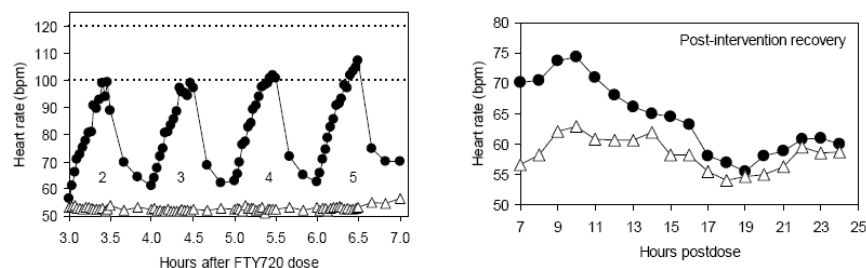 Heart rate (bpm)
120
110
100
90
80
70
60
50
2
3
4
5
3.0 3.5 4.0 4.5 5.0 5.5 6.0 6.5 7.0
Hours after FTY720 dose
Post-intervention recovery
Heart rate (bpm)
80
75
70
65
60
55
50
7 9 11 13 15 17 19 21 23 25
Hours postdose